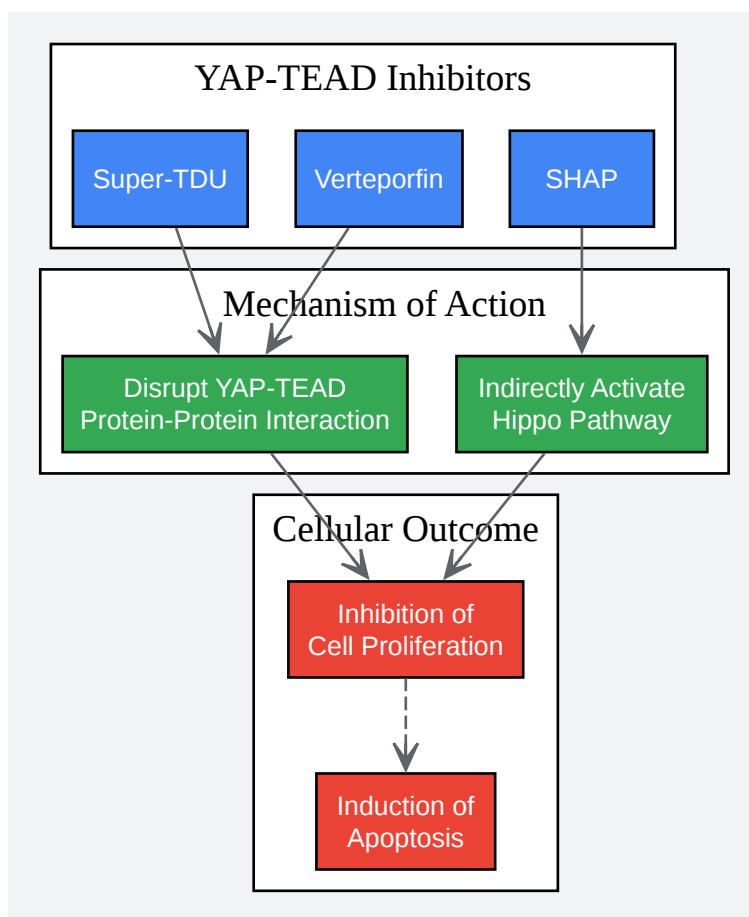 YAP-TEAD Inhibitors
Super-TDU
Verteporfin
SHAP
Mechanism of Action
Disrupt YAP-TEAD
Protein-Protein Interaction
Indirectly Activate
Hippo Pathway
Cellular Outcome
Inhibition of
Cell Proliferation
Induction of
Apoptosis